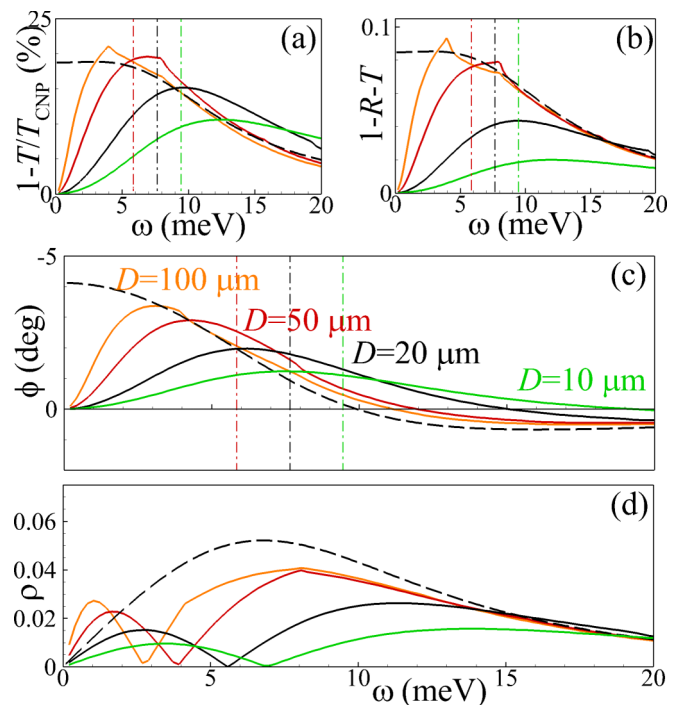 25
(a)
1-T/T_CNP (%)
0
0 5 10 15 20
ω (meV)
0.1
(b)
1-R-T
0
0 5 10 15 20
ω (meV)
-5
(c)
D=100 μm
D=50 μm
D=20 μm
D=10 μm
ϕ (deg)
0
(d)
0.06
0.04
0.02
0
ρ
0 5 10 15 20
ω (meV)